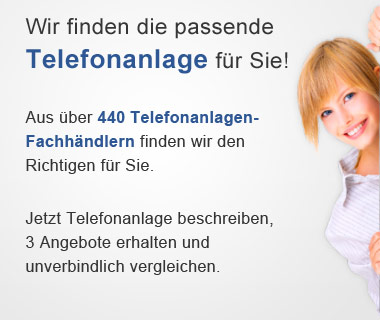 Wir finden die passende
Telefonanlage für Sie!
Aus über 440 Telefonanlagen-
Fachhändlern finden wir den
Richtigen für Sie.
Jetzt Telefonanlage beschreiben,
3 Angebote erhalten und
unverbindlich vergleichen.